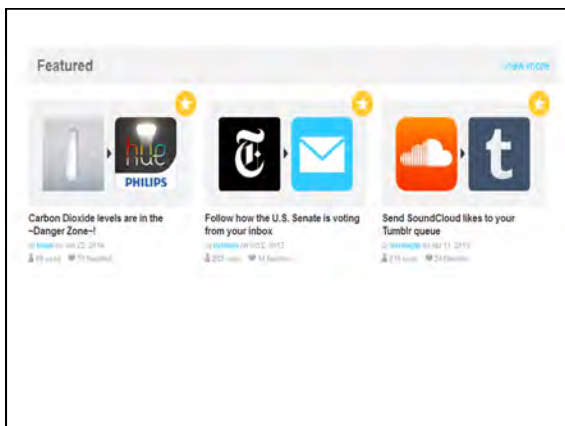 Featured
view more
hue
PHILIPS
T
t
Carbon Dioxide levels are in the
~Danger Zone~!
Follow how the U.S. Senate is voting
from your inbox
Send SoundCloud likes to your
Tumblr queue